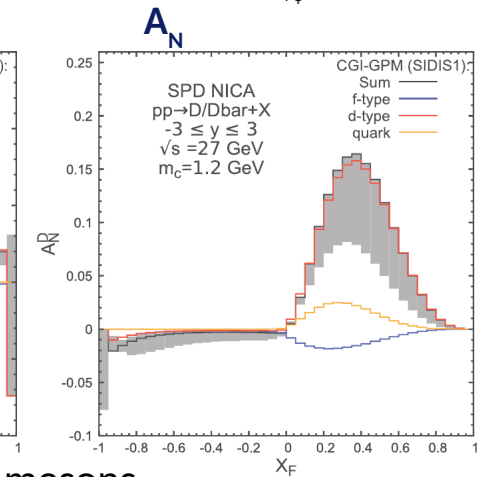 A_N
):
0.25
0.2
0.15
0.1
0.05
0
-0.05
-0.1
A_N^D
SPD NICA
pp→D/Dbar+X
-3 ≤ y ≤ 3
√s =27 GeV
m_c=1.2 GeV
CGI-GPM (SIDIS1):
Sum
f-type
d-type
quark
1
-1 -0.8 -0.6 -0.4 -0.2 0 0.2 0.4 0.6 0.8 1
X_F